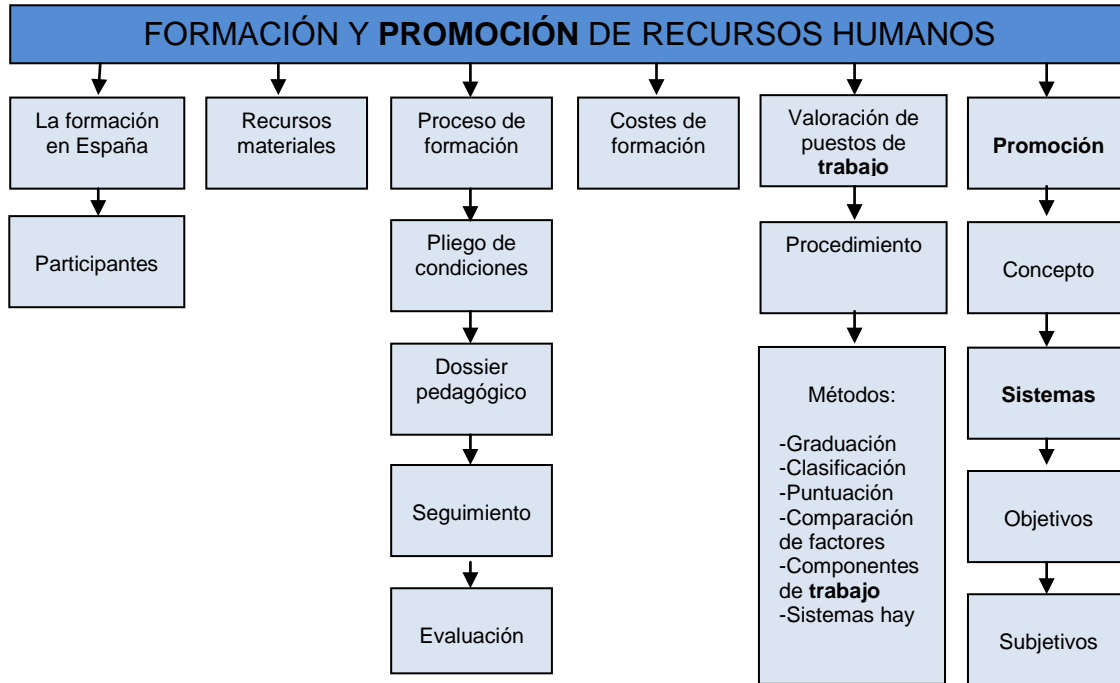 FORMACIÓN Y PROMOCIÓN DE RECURSOS HUMANOS
La formación
en España
Participantes
Recursos
materiales
Proceso de
formación
Pliego de
condiciones
Dossier
pedagógico
Seguimiento
Evaluación
Costes de
formación
Valoración de
puestos de
trabajo
Procedimiento
Métodos:
-Graduación
-Clasificación
-Puntuación
-Comparación
de factores
-Componentes
de trabajo
-Sistemas hay
Promoción
Concepto
Sistemas
Objetivos
Subjetivos